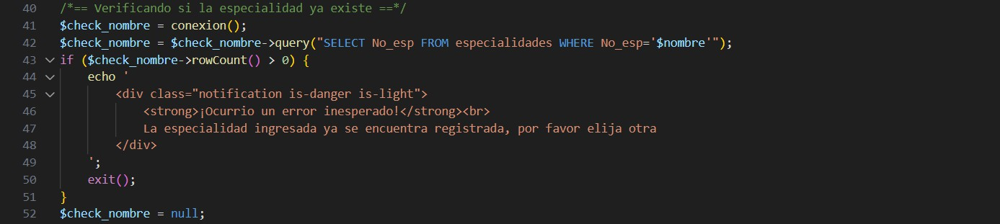 40 /*== Verificando si la especialidad ya existe ==*/
41 $check_nombre = conexion();
42 $check_nombre = $check_nombre->query("SELECT No_esp FROM especialidades WHERE No_esp='$nombre'");
43 if ($check_nombre->rowCount() > 0) {
44 echo '
45 <div class="notification is-danger is-light">
46 <strong>¡Ocurrio un error inesperado!</strong><br>
47 La especialidad ingresada ya se encuentra registrada, por favor elija otra
48 </div>
49 ';
50 exit();
51 }
52 $check_nombre = null;